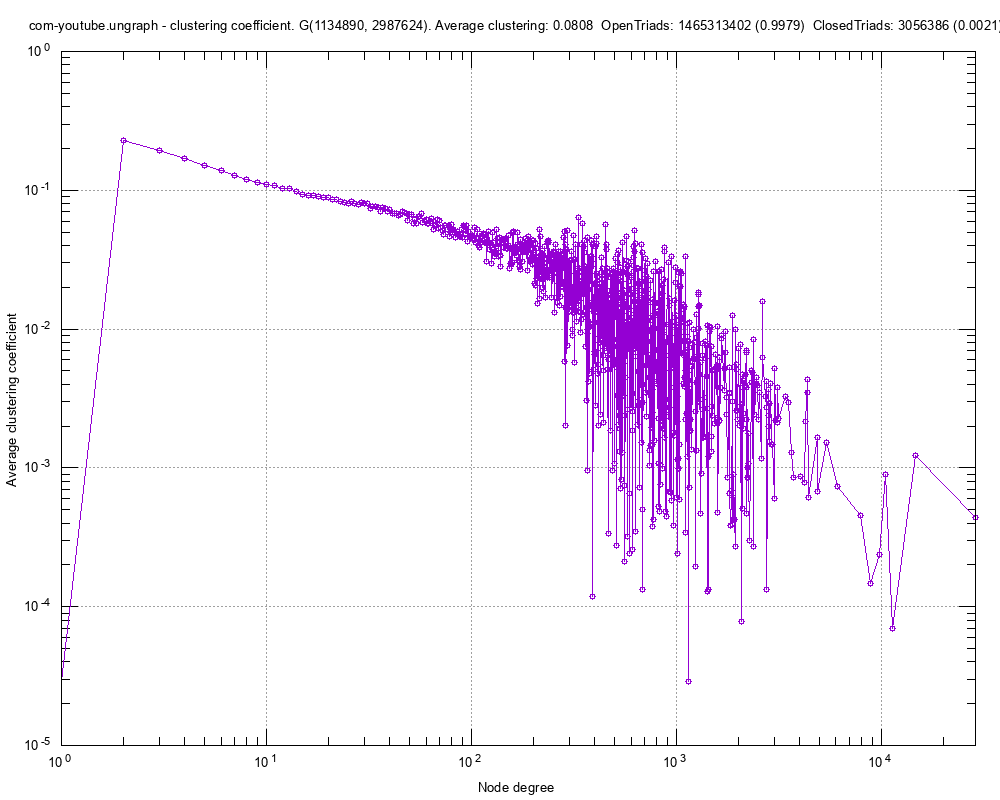 com-youtube.ungraph - clustering coefficient. G(1134890, 2987624). Average clustering: 0.0808  OpenTriads: 1465313402 (0.9979)  ClosedTriads: 3056386 (0.0021)
10^0
10^-1
10^-2
10^-3
10^-4
10^-5
Average clustering coefficient
10^0 10^1 10^2 10^3 10^4
Node degree